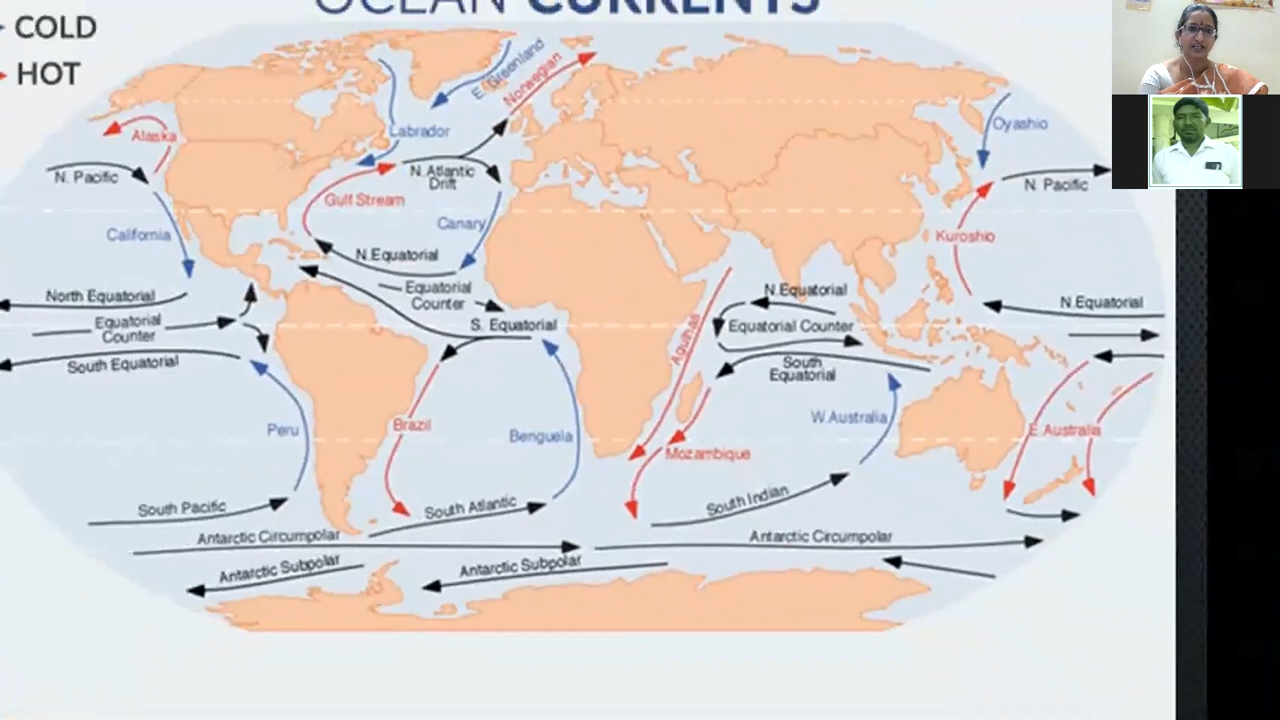 OCEAN CURRENTS
COLD
HOT
E. Greenland
Norwegian
Alaska
Labrador
Oyashio
N. Pacific
N. Atlantic
Drift
N. Pacific
Gulf Stream
California
Canary
Kuroshio
N. Equatorial
North Equatorial
Equatorial
Counter
N. Equatorial
N. Equatorial
Equatorial
Counter
S. Equatorial
Equatorial Counter
South Equatorial
South
Equatorial
Agulhas
Peru
Brazil
Benguela
W. Australia
E. Australia
Mozambique
South Pacific
South Atlantic
South Indian
Antarctic Circumpolar
Antarctic Circumpolar
Antarctic Subpolar
Antarctic Subpolar